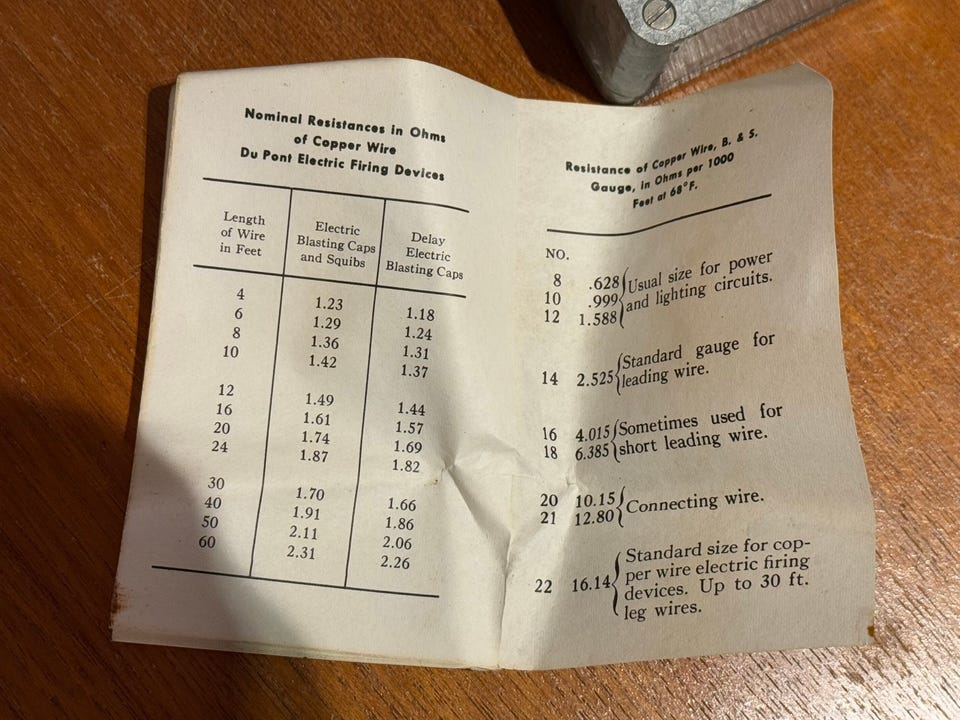 Nominal Resistances in Ohms
of Copper Wire
Du Pont Electric Firing Devices
Length
of Wire
in Feet
Electric
Blasting Caps
and Squibs
Delay
Electric
Blasting Caps
4 1.23 1.18
6 1.29 1.24
8 1.36 1.31
10 1.42 1.37
12 1.49 1.44
16 1.61 1.57
20 1.74 1.69
24 1.87 1.82
30 1.70 1.66
40 1.91 1.86
50 2.11 2.06
60 2.31 2.26
Resistance of Copper Wire, B. & S.
Gauge, in Ohms per 1000
Feet at 68°F.
NO.
8 .628 Usual size for power
10 .999 and lighting circuits.
12 1.588
Standard gauge for
14 2.525 leading wire.
16 4.015 Sometimes used for
18 6.385 short leading wire.
20 10.15 Connecting wire.
21 12.80
Standard size for cop-
per wire electric firing
22 16.14 devices. Up to 30 ft.
leg wires.